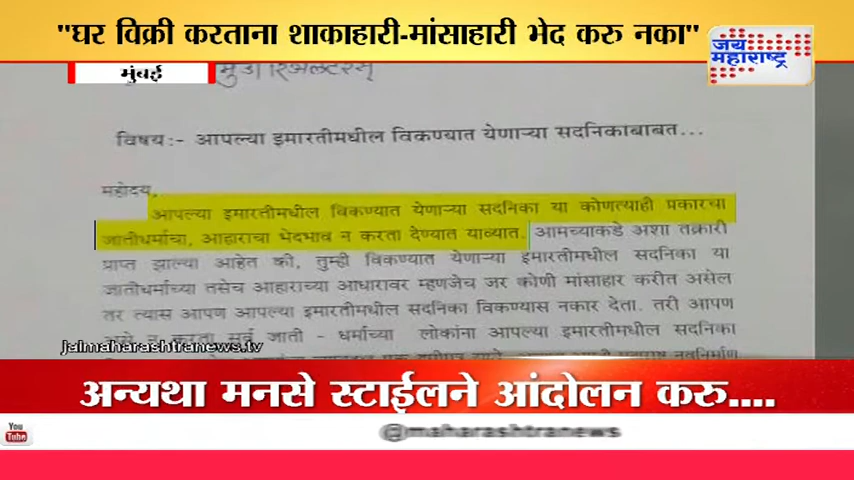 "घर विक्री करताना शाकाहारी-मांसाहारी भेद करु नका"
जय
महाराष्ट्र
मुंबई
विषय:- आपल्या इमारतीमधील विकण्यात येणाऱ्या सदनिकाबाबत...
महोदय,
आपल्या इमारतीमधील विकण्यात येणाऱ्या सदनिका या कोणत्याही प्रकारचा
जातीधर्माचा, आहाराचा भेदभाव न करता देण्यात याव्यात. आमच्याकडे अशा तक्रारी
प्राप्त झाल्या आहेत की, तुम्ही विकण्यात येणाऱ्या इमारतीमधील सदनिका या
जातीधर्माच्या तसेच आहाराच्या आधारावर म्हणजेच जर कोणी मांसाहार करीत असेल
तर त्यास आपण आपल्या इमारतीमधील सदनिका विकण्यास नकार देता. तरी आपण
असे न करता सर्व जाती - धर्माच्या लोकांना आपल्या इमारतीमधील सदनिका
jaimaharashtranews.tv
अन्यथा मनसे स्टाईलने आंदोलन करु....
You
Tube
@maharashtranews